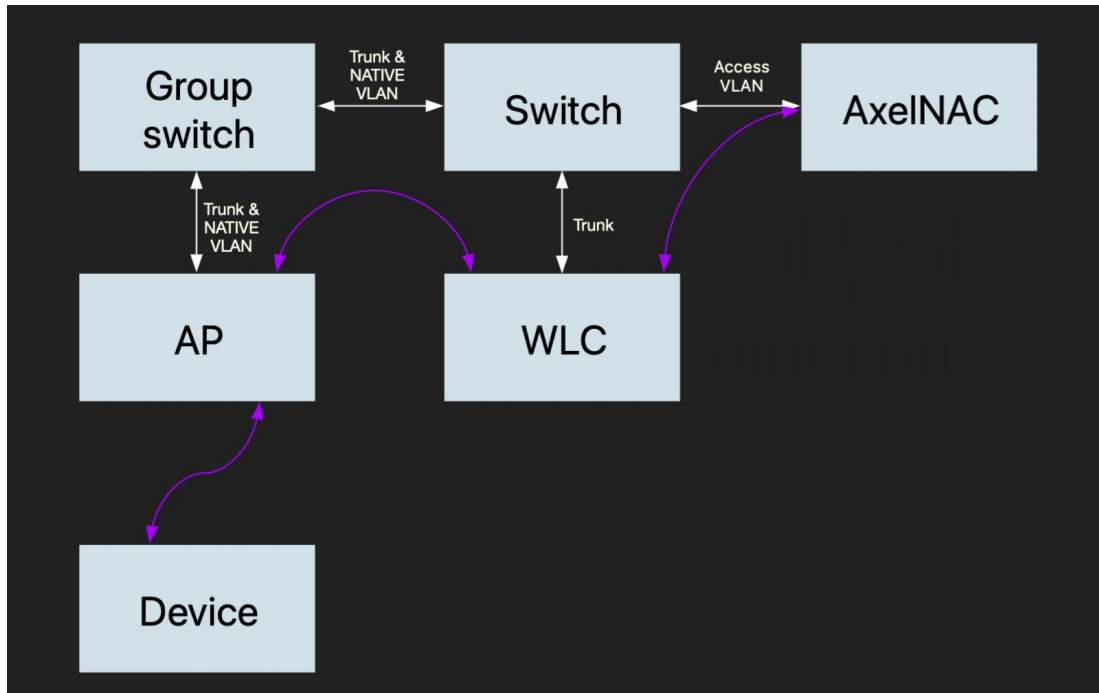 Group
switch
Trunk &
NATIVE
VLAN
Switch
Access
VLAN
AxelNAC
Trunk &
NATIVE
VLAN
Trunk
AP
WLC
Device